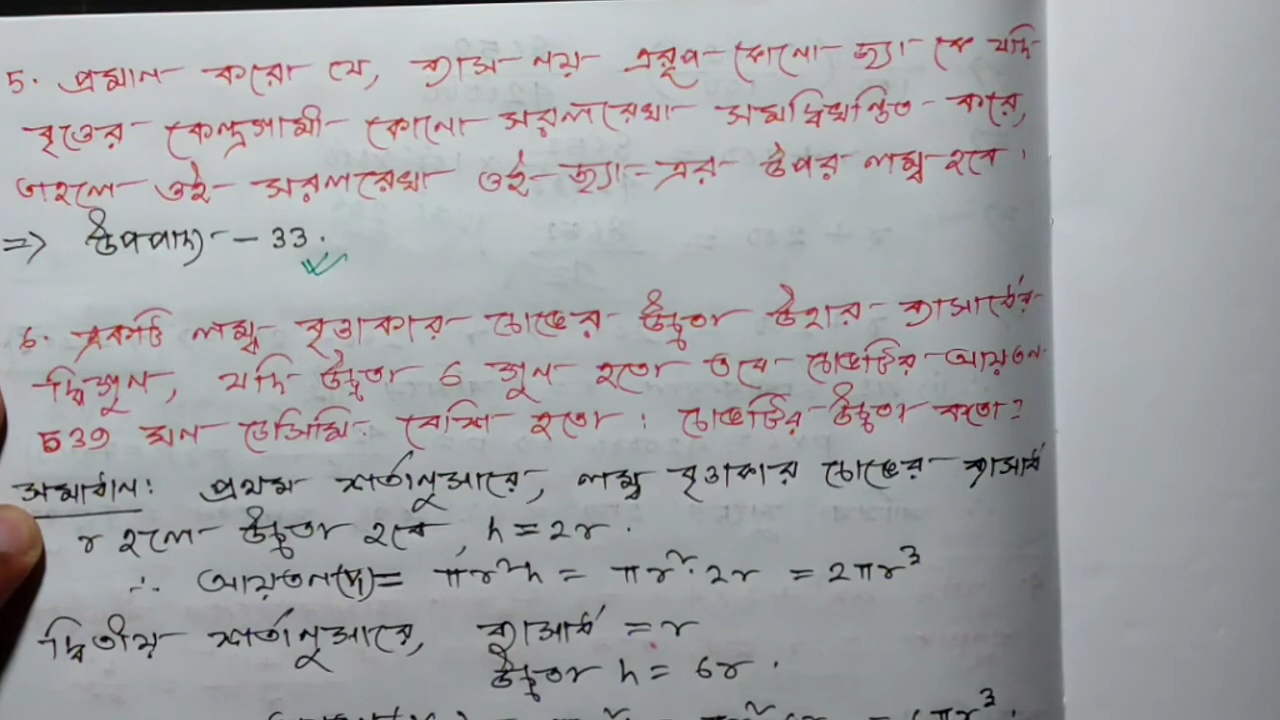 5. প্রমান করো যে, ব্যাস নয় এরূপ কোনো জ্যা কে যদি
বৃত্তের কেন্দ্রগামী কোনো সরলরেখা সমদ্বিখন্ডিত করে,
তাহলে ওই সরলরেখা ওই জ্যা-এর উপর লম্ব হবে।
=> উপপাদ্য - 33.
6. একটি লম্ব বৃত্তাকার চোঙের উচ্চতা উহার ব্যাসার্ধের
দ্বিগুন, যদি উচ্চতা 6 গুন হতো তবে চোঙটির আয়তন
539 ঘন ডেসিমি. বেশি হতো। চোঙটির উচ্চতা কতো?
সমাধান: প্রথম শর্তানুসারে, লম্ব বৃত্তাকার চোঙের ব্যাসার্ধ
r হলে উচ্চতা হবে, h = 2r.
∴ আয়তন = πr²h = πr².2r = 2πr³
দ্বিতীয় শর্তানুসারে, ব্যাসার্ধ = r
উচ্চতা h = 6r.